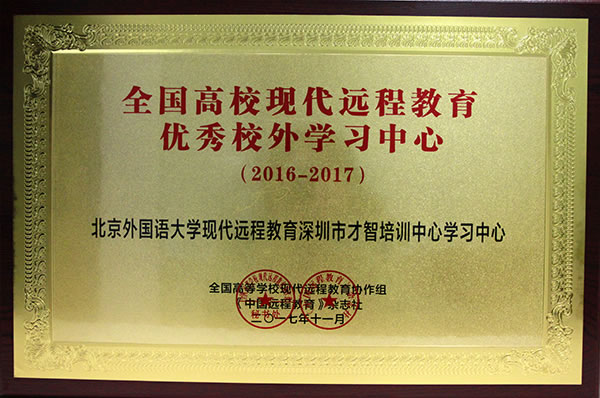 全国高校现代远程教育
优秀校外学习中心
(2016-2017)
北京外国语大学现代远程教育深圳市才智培训中心学习中心
全国高等学校现代远程教育协作组
《中国远程教育》杂志社
二〇一七年十一月
秘书处